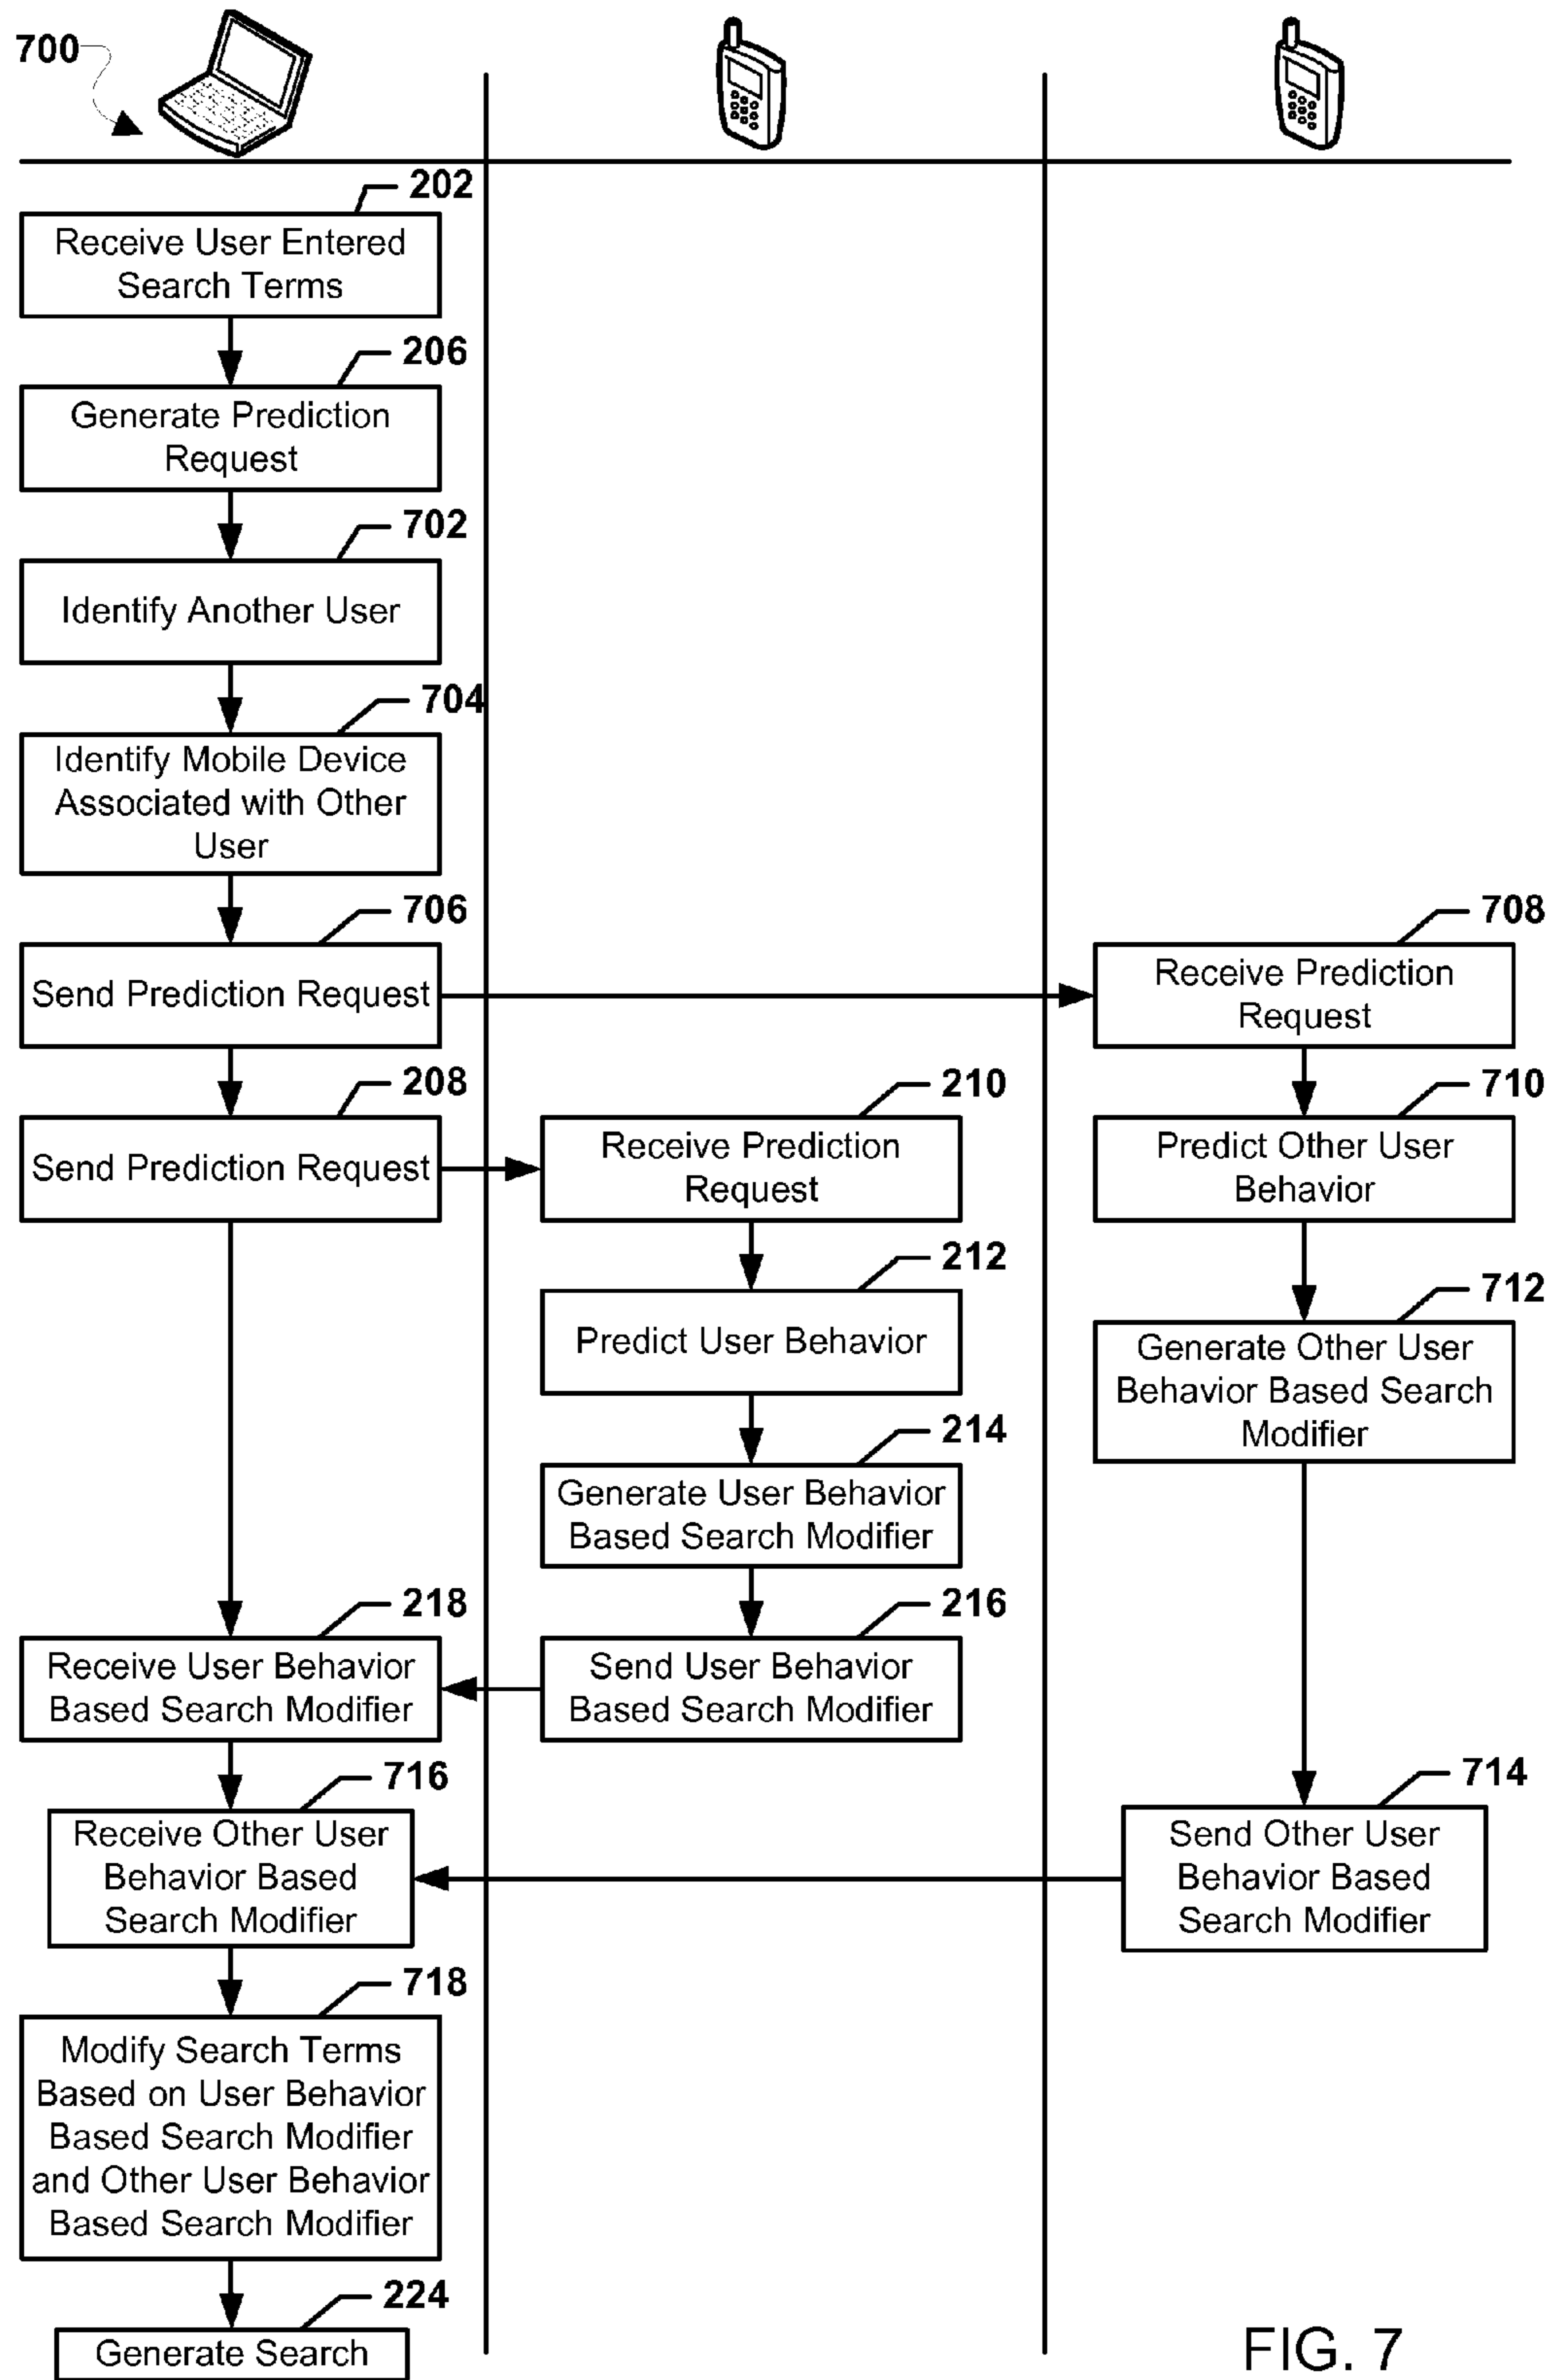 700
202
Receive User Entered
Search Terms
206
Generate Prediction
Request
702
Identify Another User
704
Identify Mobile Device
Associated with Other
User
706
Send Prediction Request
708
Receive Prediction
Request
208
Send Prediction Request
210
Receive Prediction
Request
710
Predict Other User
Behavior
212
Predict User Behavior
712
Generate Other User
Behavior Based Search
Modifier
214
Generate User Behavior
Based Search Modifier
218
Receive User Behavior
Based Search Modifier
216
Send User Behavior
Based Search Modifier
716
Receive Other User
Behavior Based
Search Modifier
714
Send Other User
Behavior Based
Search Modifier
718
Modify Search Terms
Based on User Behavior
Based Search Modifier
and Other User Behavior
Based Search Modifier
224
Generate Search
FIG. 7